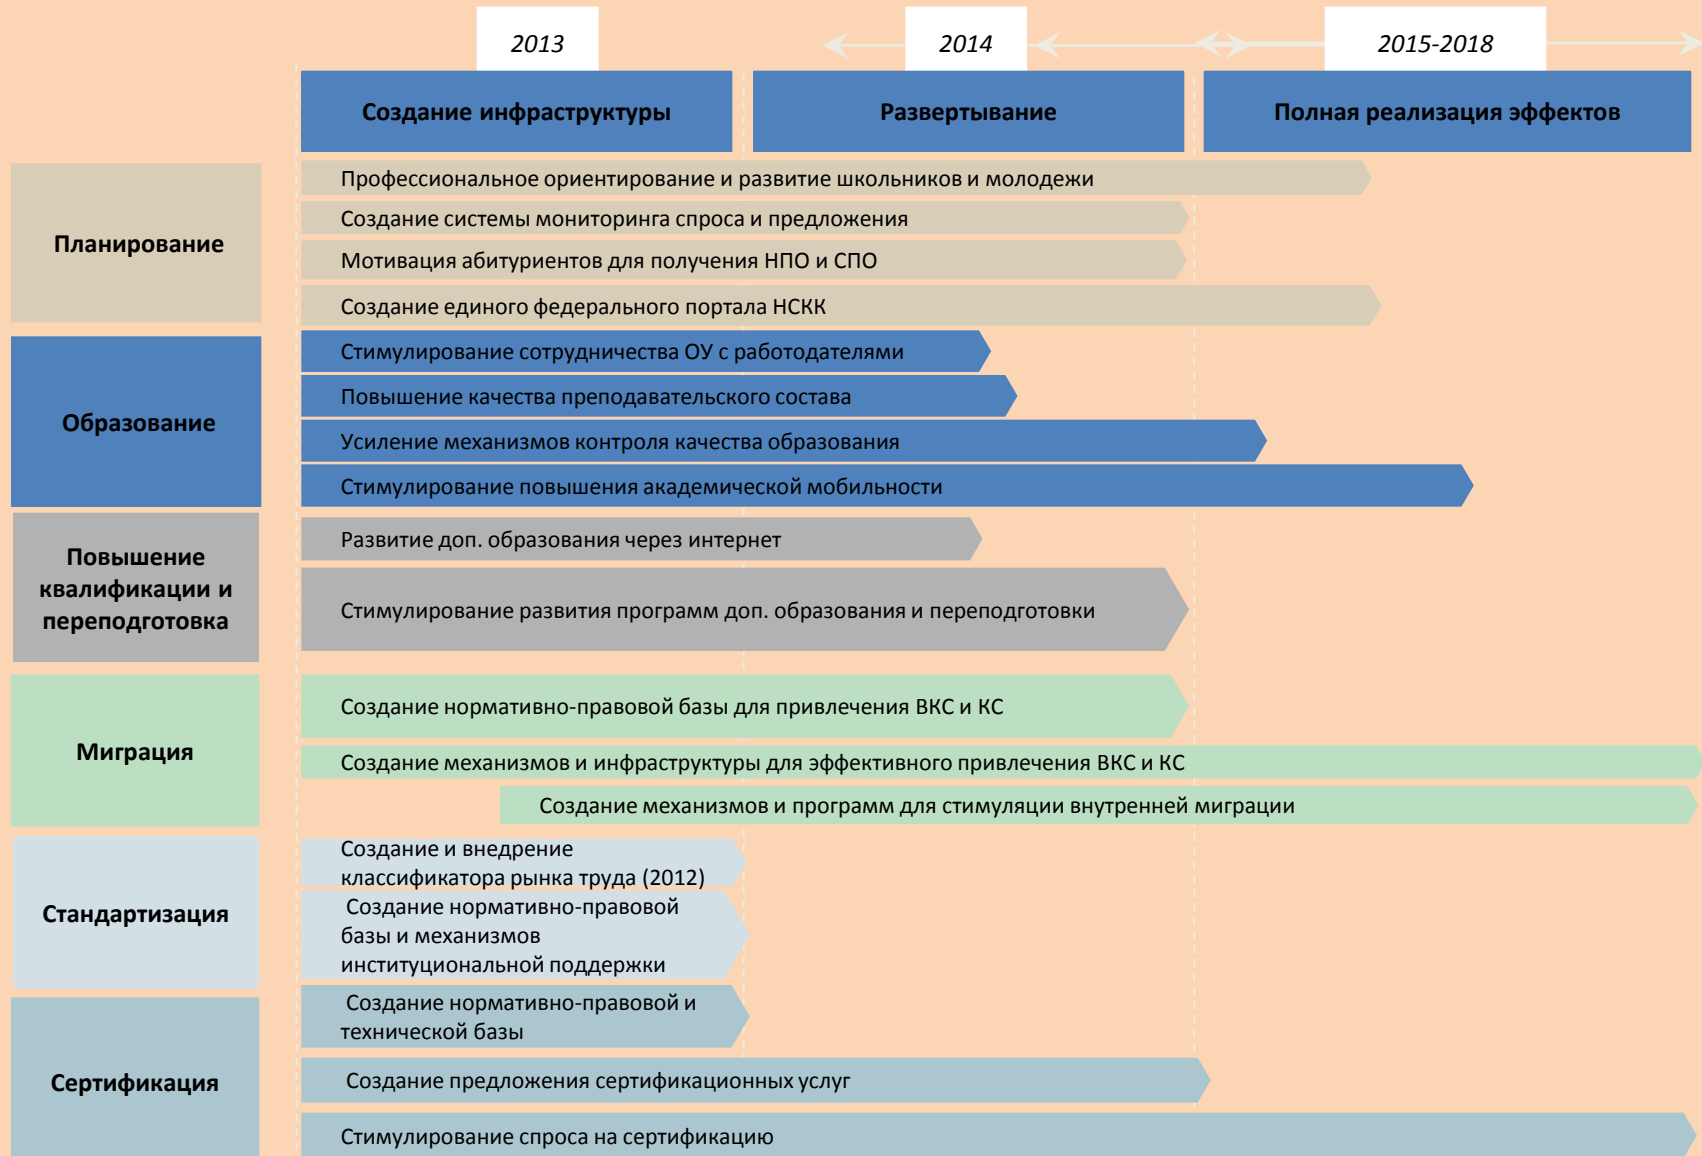 2013
2014
2015-2018
Создание инфраструктуры
Развертывание
Полная реализация эффектов
Планирование
Профессиональное ориентирование и развитие школьников и молодежи
Создание системы мониторинга спроса и предложения
Мотивация абитуриентов для получения НПО и СПО
Создание единого федерального портала НСКК
Образование
Стимулирование сотрудничества ОУ с работодателями
Повышение качества преподавательского состава
Усиление механизмов контроля качества образования
Стимулирование повышения академической мобильности
Повышение
квалификации и
переподготовка
Развитие доп. образования через интернет
Стимулирование развития программ доп. образования и переподготовки
Миграция
Создание нормативно-правовой базы для привлечения ВКС и КС
Создание механизмов и инфраструктуры для эффективного привлечения ВКС и КС
Создание механизмов и программ для стимуляции внутренней миграции
Стандартизация
Создание и внедрение
классификатора рынка труда (2012)
Создание нормативно-правовой
базы и механизмов
институциональной поддержки
Сертификация
Создание нормативно-правовой и
технической базы
Создание предложения сертификационных услуг
Стимулирование спроса на сертификацию